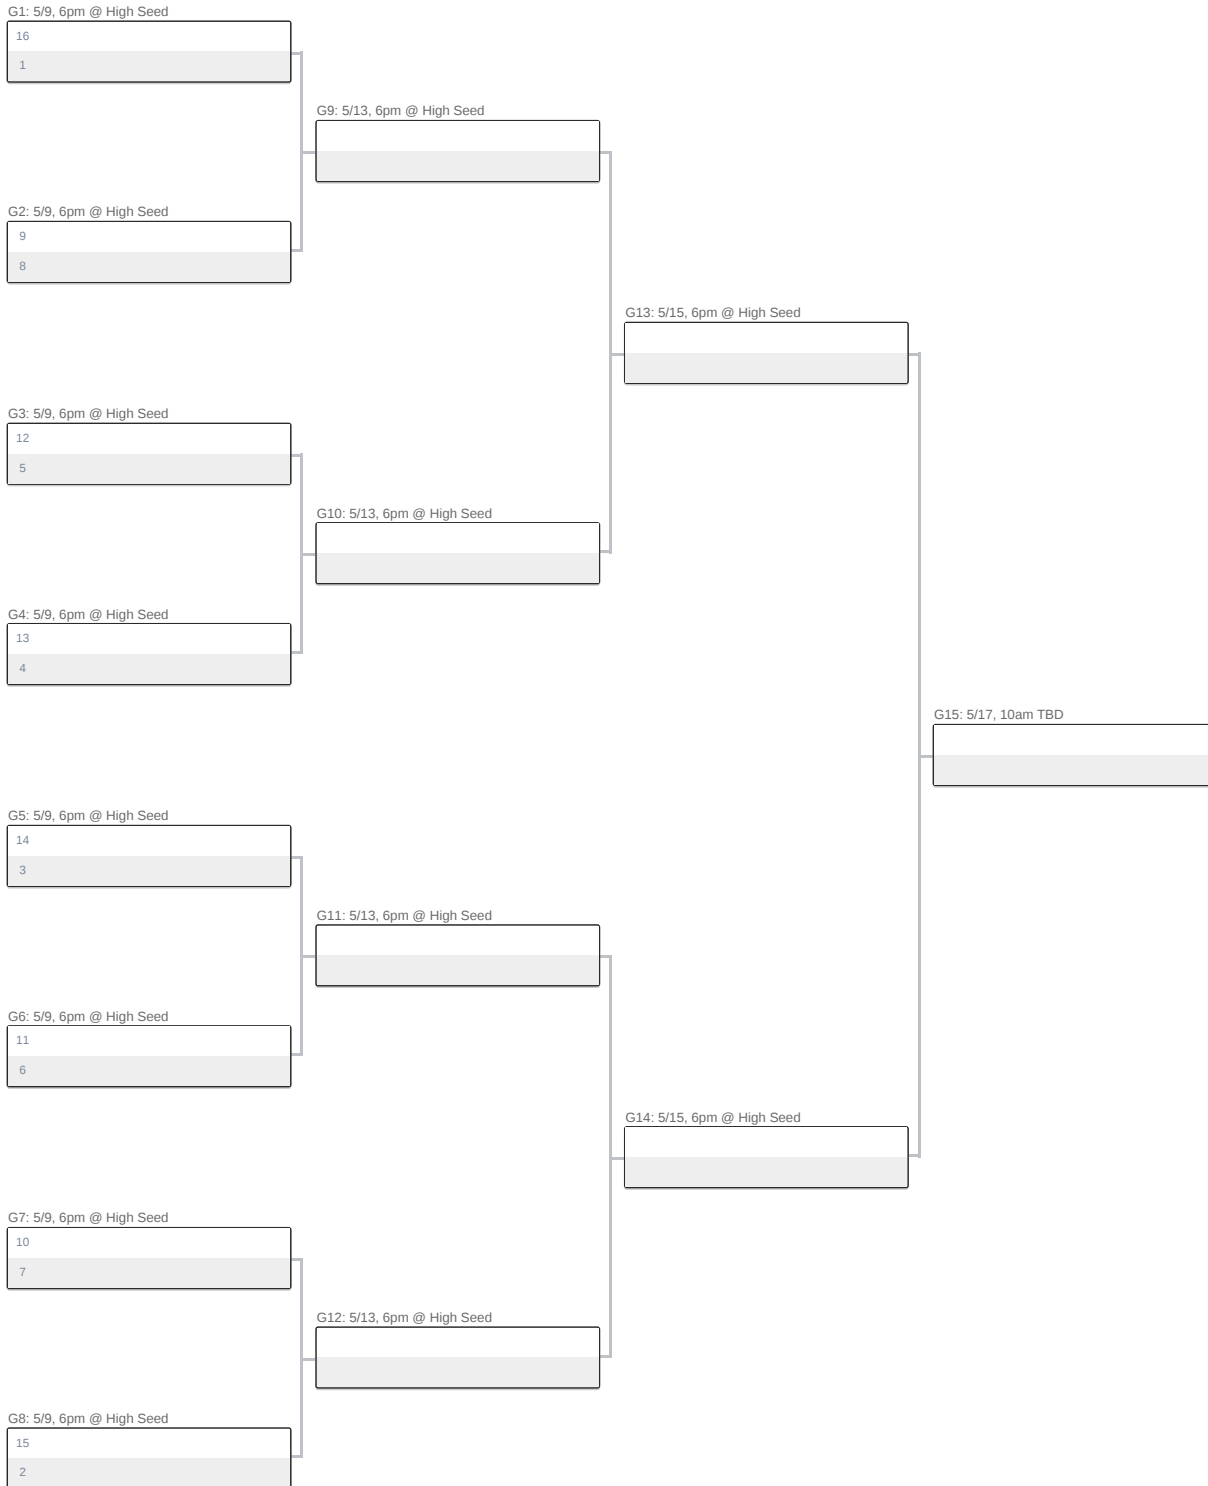 G1: 5/9, 6pm @ High Seed
16
1
G9: 5/13, 6pm @ High Seed
G2: 5/9, 6pm @ High Seed
9
8
G13: 5/15, 6pm @ High Seed
G3: 5/9, 6pm @ High Seed
12
5
G10: 5/13, 6pm @ High Seed
G4: 5/9, 6pm @ High Seed
13
4
G15: 5/17, 10am TBD
G5: 5/9, 6pm @ High Seed
14
3
G11: 5/13, 6pm @ High Seed
G6: 5/9, 6pm @ High Seed
11
6
G14: 5/15, 6pm @ High Seed
G7: 5/9, 6pm @ High Seed
10
7
G12: 5/13, 6pm @ High Seed
G8: 5/9, 6pm @ High Seed
15
2